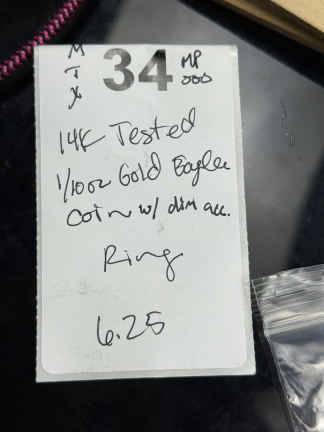 M 34 MP
T 000
X
14K Tested
1/10oz Gold Eagle
Coin w/ dim acc.
Ring
6.25